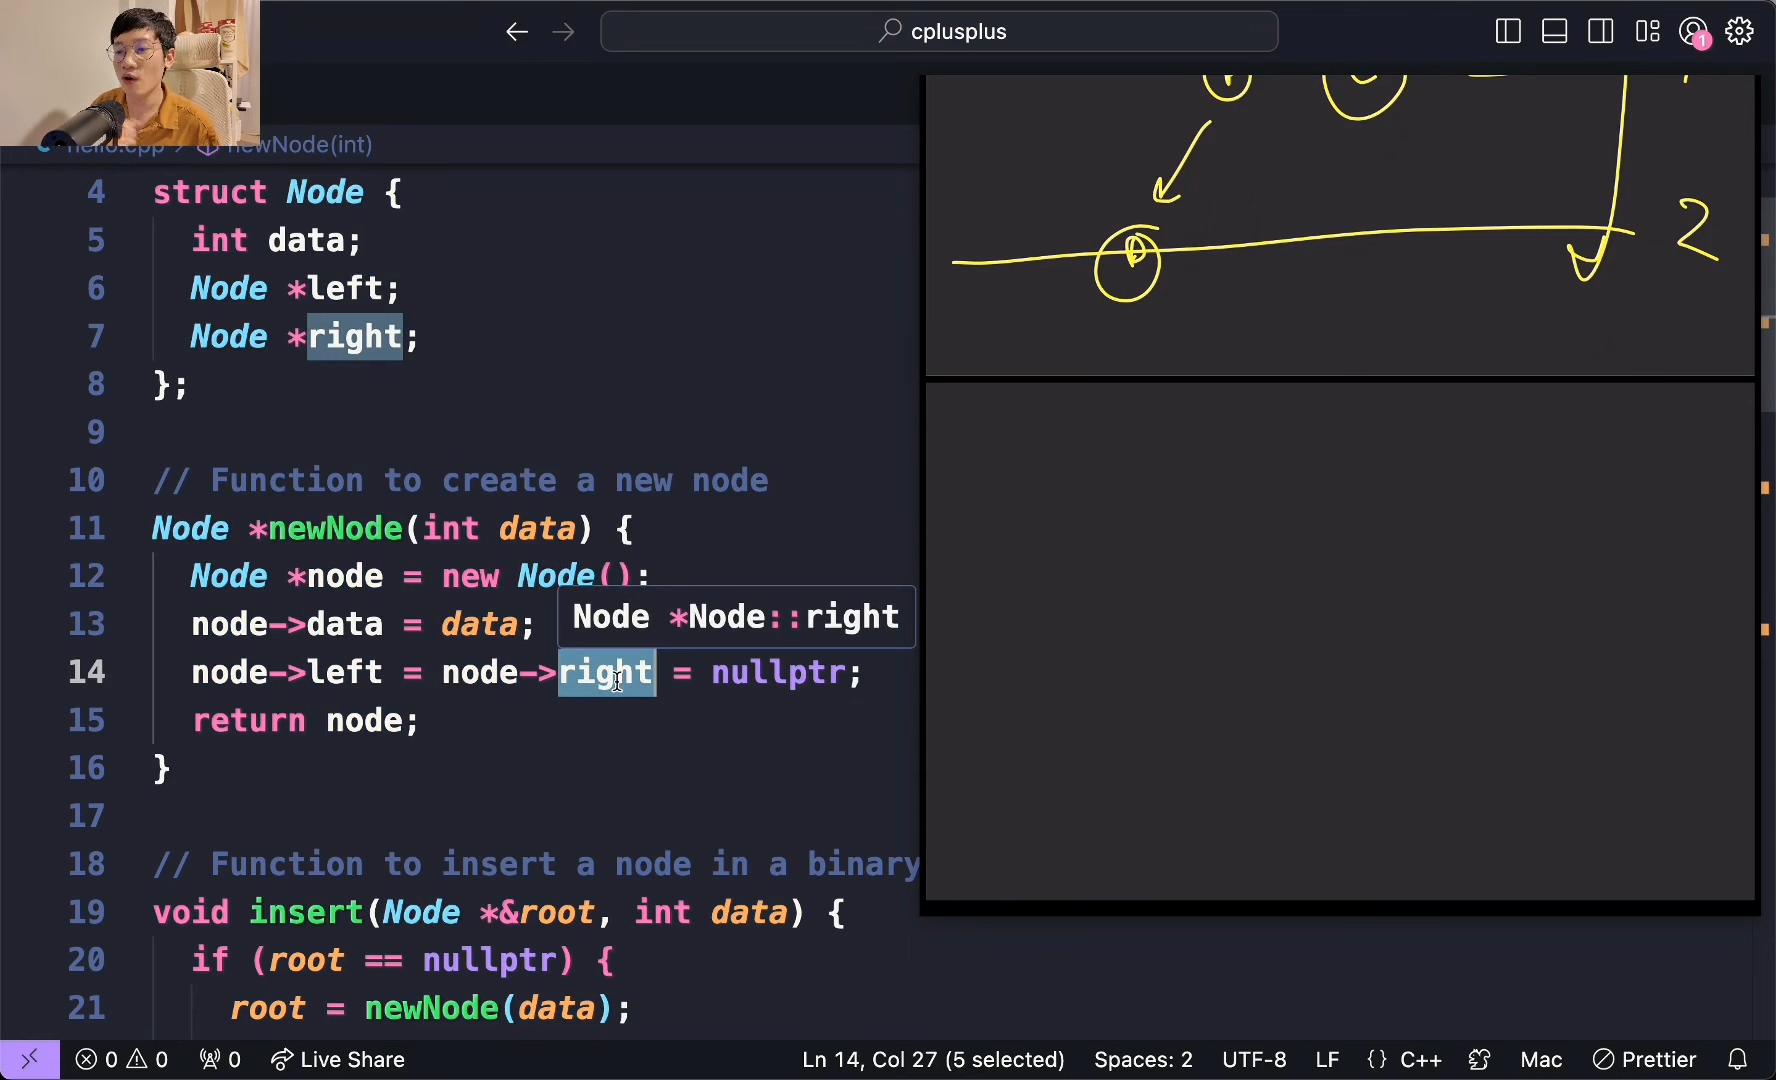 cplusplus
1
hello.cpp > newNode(int)
4 struct Node {
5 int data;
6 Node *left;
7 Node *right;
8 };
9
10 // Function to create a new node
11 Node *newNode(int data) {
12 Node *node = new Node();
Node *Node::right
13 node->data = data;
14 node->left = node->right = nullptr;
15 return node;
16 }
17
18 // Function to insert a node in a binary
19 void insert(Node *&root, int data) {
20 if (root == nullptr) {
21 root = newNode(data);
2
0 0 0 Live Share Ln 14, Col 27 (5 selected) Spaces: 2 UTF-8 LF {} C++ Mac Prettier